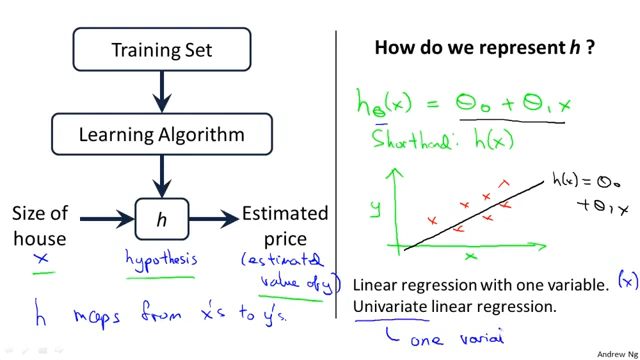 Training Set
Learning Algorithm
Size of house
h
Estimated price
x
hypothesis
(estimated value of y)
h maps from x's to y's.
How do we represent h ?
hθ(x) = θ₀ + θ₁x
Shorthand: h(x)
y
x
h(x) = θ₀
+ θ₁x
Linear regression with one variable. (x)
Univariate linear regression.
one variabl
Andrew Ng